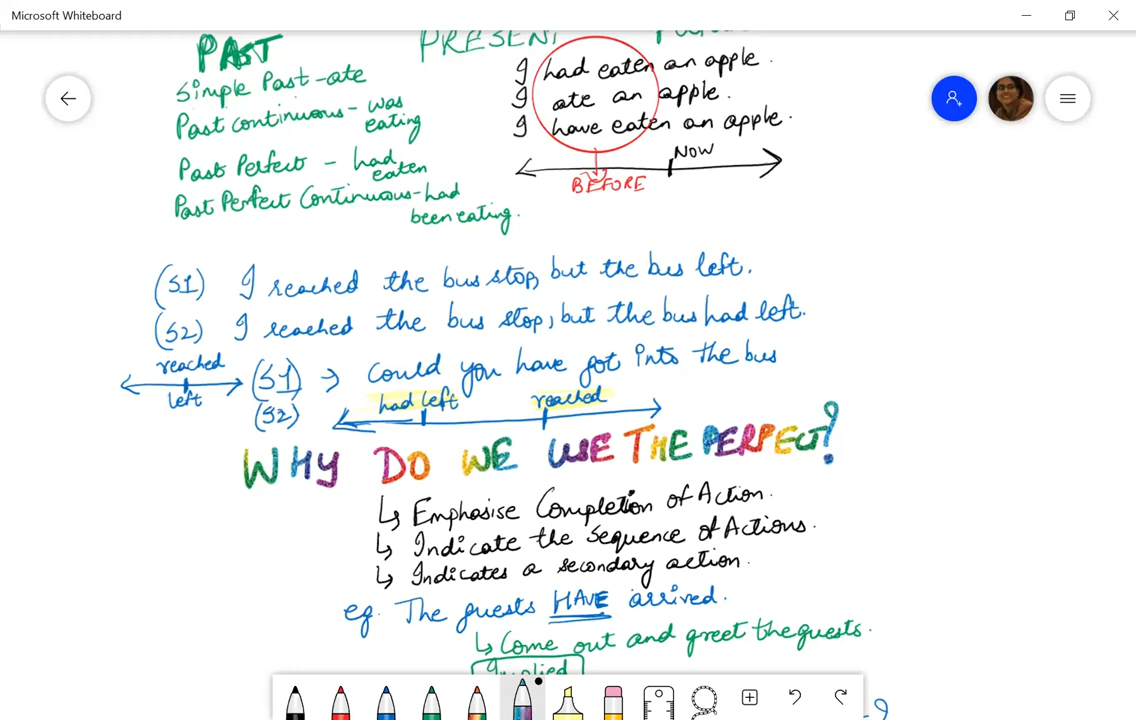 Microsoft Whiteboard
PAST
PRESENT
Simple Past - ate
Past continuous - was eating
Past Perfect - had eaten
Past Perfect Continuous - had been eating.
I had eaten an apple.
I ate an apple.
I have eaten an apple.
NOW
BEFORE
(S1) I reached the bus stop, but the bus left.
(S2) I reached the bus stop, but the bus had left.
reached
left
(S1) → Could you have got into the bus
(S2)
had left
reached
WHY DO WE USE THE PERFECT?
↳ Emphasise Completion of Action.
↳ Indicate the Sequence of Actions.
↳ Indicates a secondary action.
eg. The guests HAVE arrived.
↳ Come out and greet the guests.
Implied